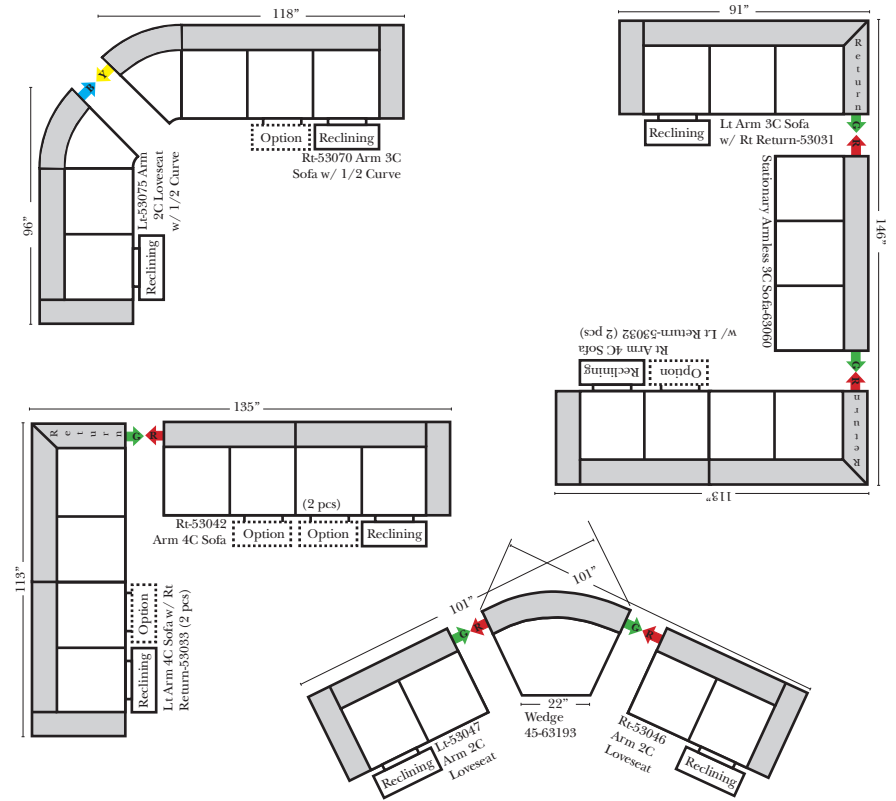 118”
B
Y
Option
Reclining
Rt-53070 Arm 3C
Sofa w/ 1/2 Curve
96”
Lt-53075 Arm
2C Loveseat
w/ 1/2 Curve
Reclining
91”
Return
Reclining
Lt Arm 3C Sofa
w/ Rt Return-53031
G
R
146”
Stationary Armless 3C Sofa-63060
G
R
Rt Arm 4C Sofa
w/ Lt Return-53032 (2 pcs)
Reclining
Option
Return
113”
135”
Return
G
R
(2 pcs)
Rt-53042
Arm 4C Sofa
Option
Option
Reclining
113”
Option
Reclining
Lt Arm 4C Sofa w/ Rt
Return-53033 (2 pcs)
101”
101”
G
R
G
R
22”
Wedge
45-63193
Lt-53047
Arm 2C
Loveseat
Reclining
Rt-53046
Arm 2C
Loveseat
Reclining